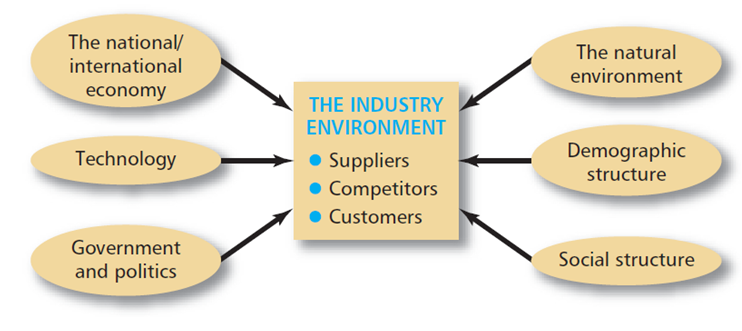 The national/
international
economy
Technology
Government
and politics
THE INDUSTRY
ENVIRONMENT
Suppliers
Competitors
Customers
The natural
environment
Demographic
structure
Social structure